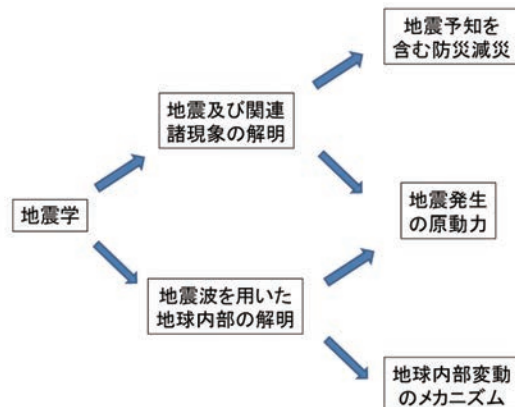 地震予知を
含む防災減災
地震及び関連
諸現象の解明
地震学
地震発生
の原動力
地震波を用いた
地球内部の解明
地球内部変動
のメカニズム